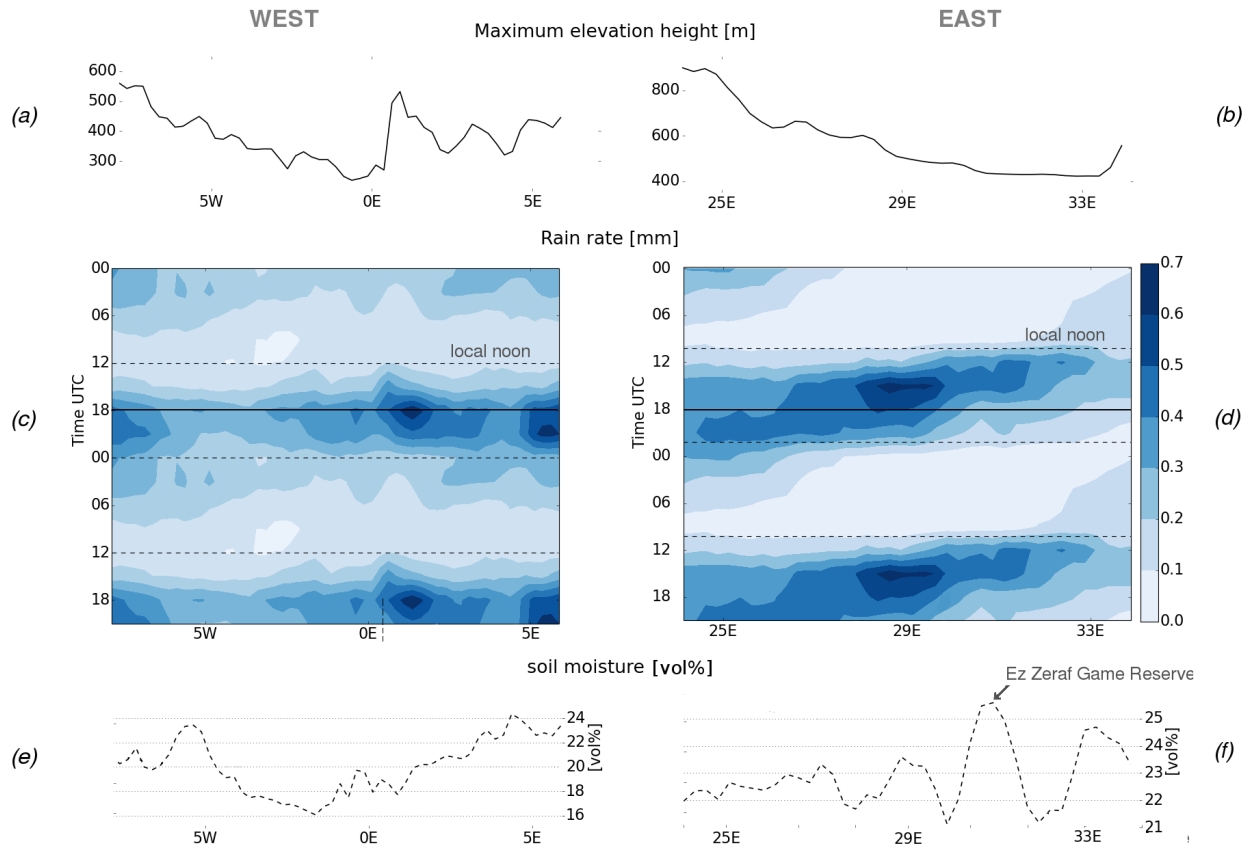 WEST
EAST
Maximum elevation height [m]
(a)
600
500
400
300
5W
0E
5E
(b)
800
600
400
25E
29E
33E
Rain rate [mm]
(c)
Time UTC
00
06
12
18
00
06
12
18
local noon
5W
0E
5E
(d)
Time UTC
00
06
12
18
00
06
12
18
local noon
25E
29E
33E
0.7
0.6
0.5
0.4
0.3
0.2
0.1
0.0
soil moisture [vol%]
(e)
24
22
20
18
16
[vol%]
5W
0E
5E
(f)
Ez Zeraf Game Reserve
25
24
23
22
21
[vol%]
25E
29E
33E